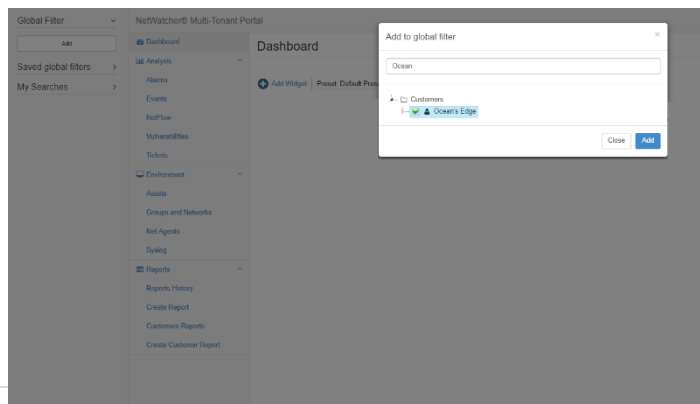 Global Filter
Add
Saved global filters
My Searches
NetWatcher® Multi-Tenant Portal
Dashboard
Analysis
Alarms
Events
NetFlow
Vulnerabilities
Tickets
Environment
Assets
Groups and Networks
Net Agents
Syslog
Reports
Reports History
Create Report
Customers Reports
Create Customer Report
Dashboard
Add Widget
Preset: Default Pres
Add to global filter
×
Ocean
Customers
Ocean's Edge
Close
Add